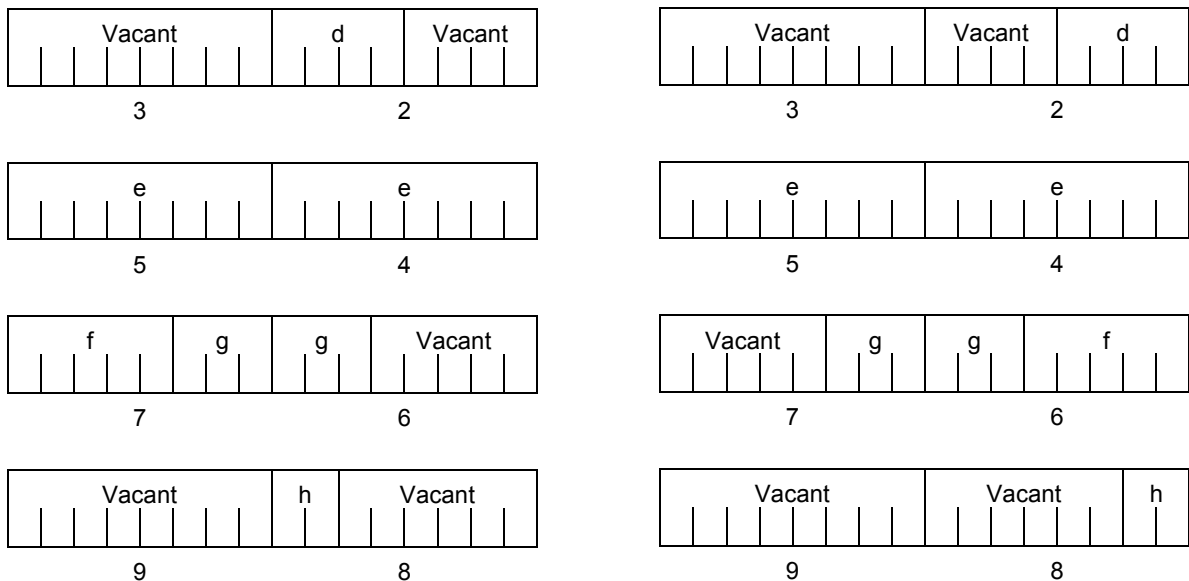 Vacant d Vacant Vacant Vacant d
3 2 3 2
e e e e
5 4 5 4
f g g Vacant Vacant g g f
7 6 7 6
Vacant h Vacant Vacant Vacant h
9 8 9 8